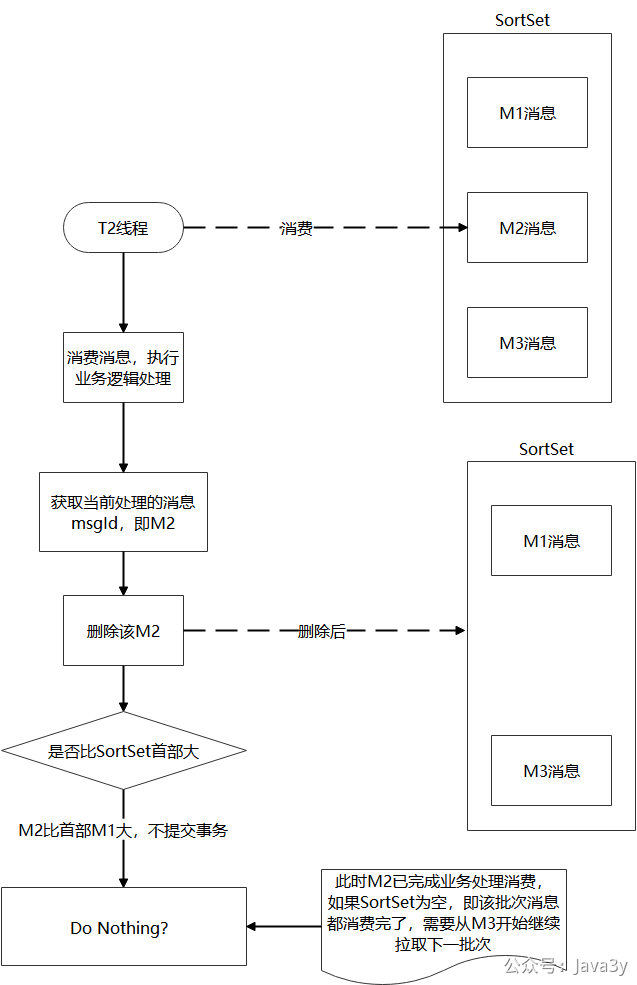 SortSet
M1消息
T2线程
消费
M2消息
M3消息
消费消息，执行
业务逻辑处理
SortSet
获取当前处理的消息
msgId，即M2
M1消息
删除该M2
删除后
是否比SortSet首部大
M3消息
M2比首部M1大，不提交事务
Do Nothing?
此时M2已完成业务处理消费，
如果SortSet为空，即该批次消息
都消费完了，需要从M3开始继续
拉取下一批次
公众号：Java3y